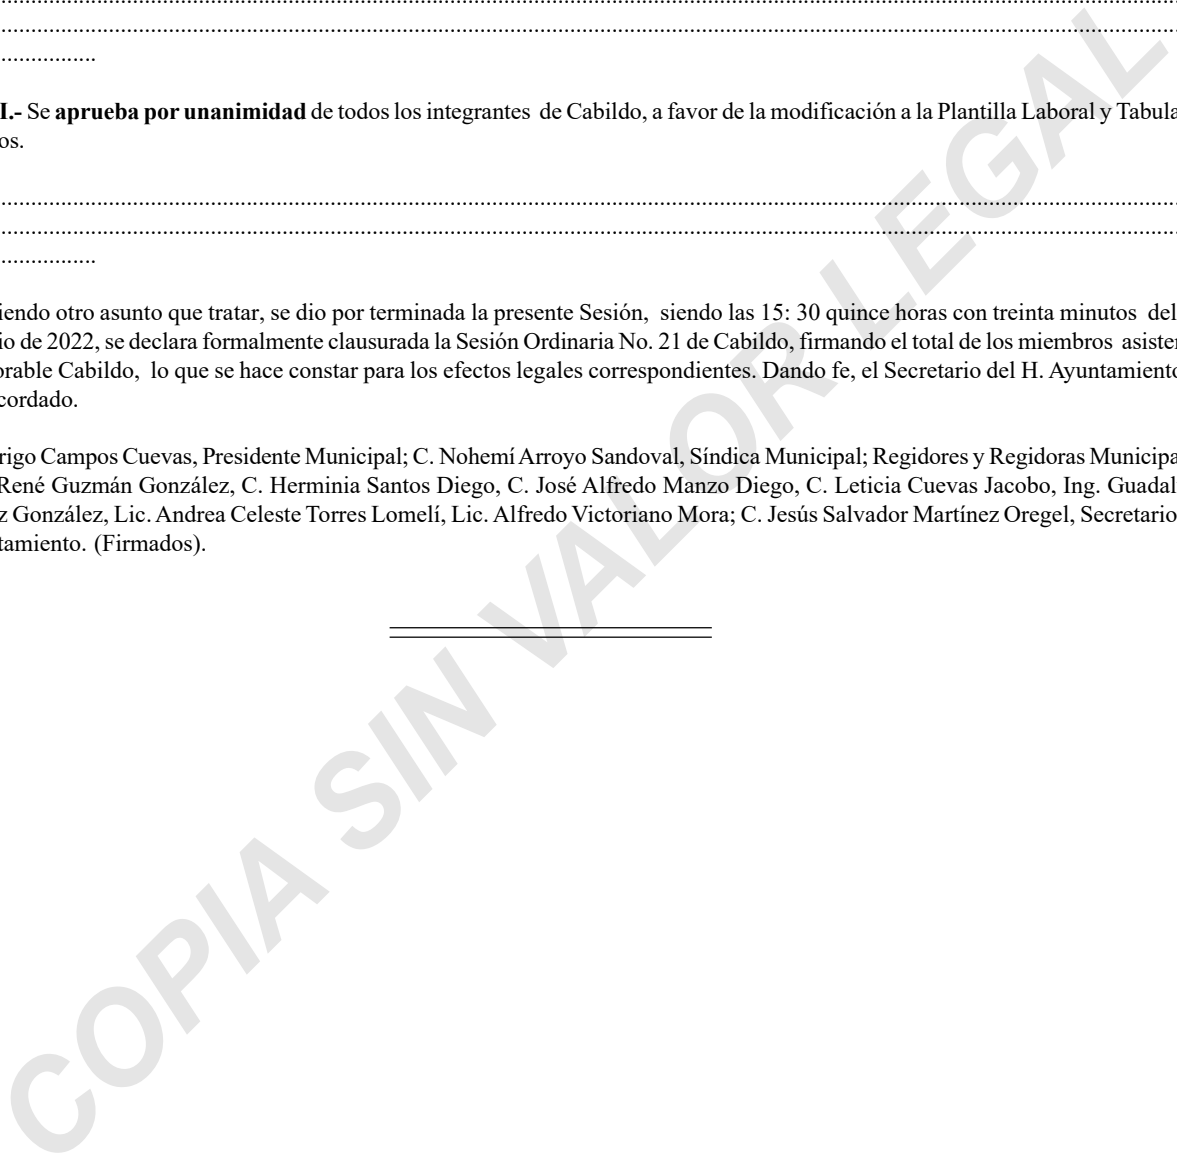 ................................................................................
................................................................................
.................
I.- Se aprueba por unanimidad de todos los integrantes de Cabildo, a favor de la modificación a la Plantilla Laboral y Tabula
os.
................................................................................
................................................................................
.................
iendo otro asunto que tratar, se dio por terminada la presente Sesión, siendo las 15: 30 quince horas con treinta minutos del
io de 2022, se declara formalmente clausurada la Sesión Ordinaria No. 21 de Cabildo, firmando el total de los miembros asiste
orable Cabildo, lo que se hace constar para los efectos legales correspondientes. Dando fe, el Secretario del H. Ayuntamiento
cordado.
rigo Campos Cuevas, Presidente Municipal; C. Nohemí Arroyo Sandoval, Síndica Municipal; Regidores y Regidoras Municipa
René Guzmán González, C. Herminia Santos Diego, C. José Alfredo Manzo Diego, C. Leticia Cuevas Jacobo, Ing. Guadal
z González, Lic. Andrea Celeste Torres Lomelí, Lic. Alfredo Victoriano Mora; C. Jesús Salvador Martínez Oregel, Secretario
tamiento. (Firmados).
COPIA SIN VALOR LEGAL